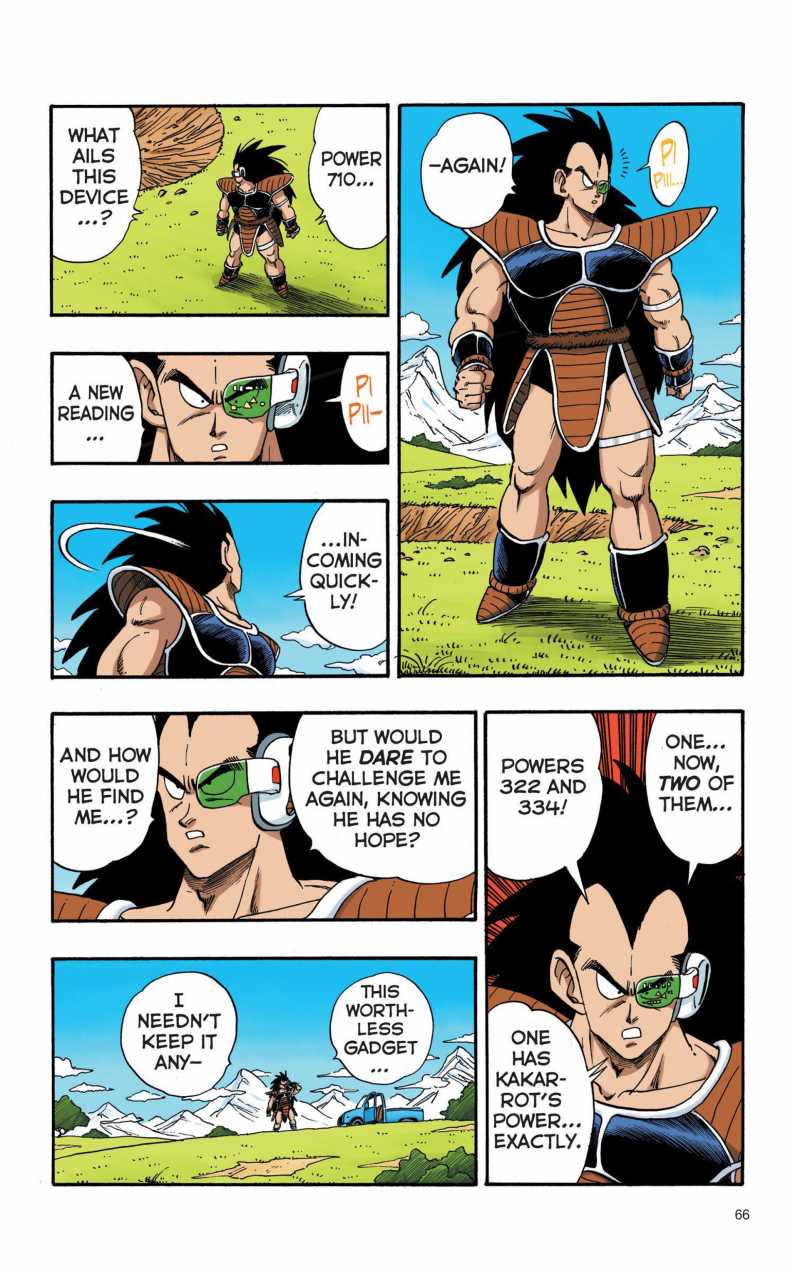 PI
PIII...
–AGAIN!
POWER
710...
WHAT
AILS
THIS
DEVICE
...?
PI
PII–
A NEW
READING
...
...IN-
COMING
QUICK-
LY!
ONE...
NOW,
TWO OF
THEM...
POWERS
322 AND
334!
ONE
HAS
KAKAR-
ROT'S
POWER...
EXACTLY.
BUT WOULD
HE DARE TO
CHALLENGE ME
AGAIN, KNOWING
HE HAS NO
HOPE?
AND HOW
WOULD
HE FIND
ME...?
THIS
WORTH-
LESS
GADGET
...
I
NEEDN'T
KEEP IT
ANY–
66